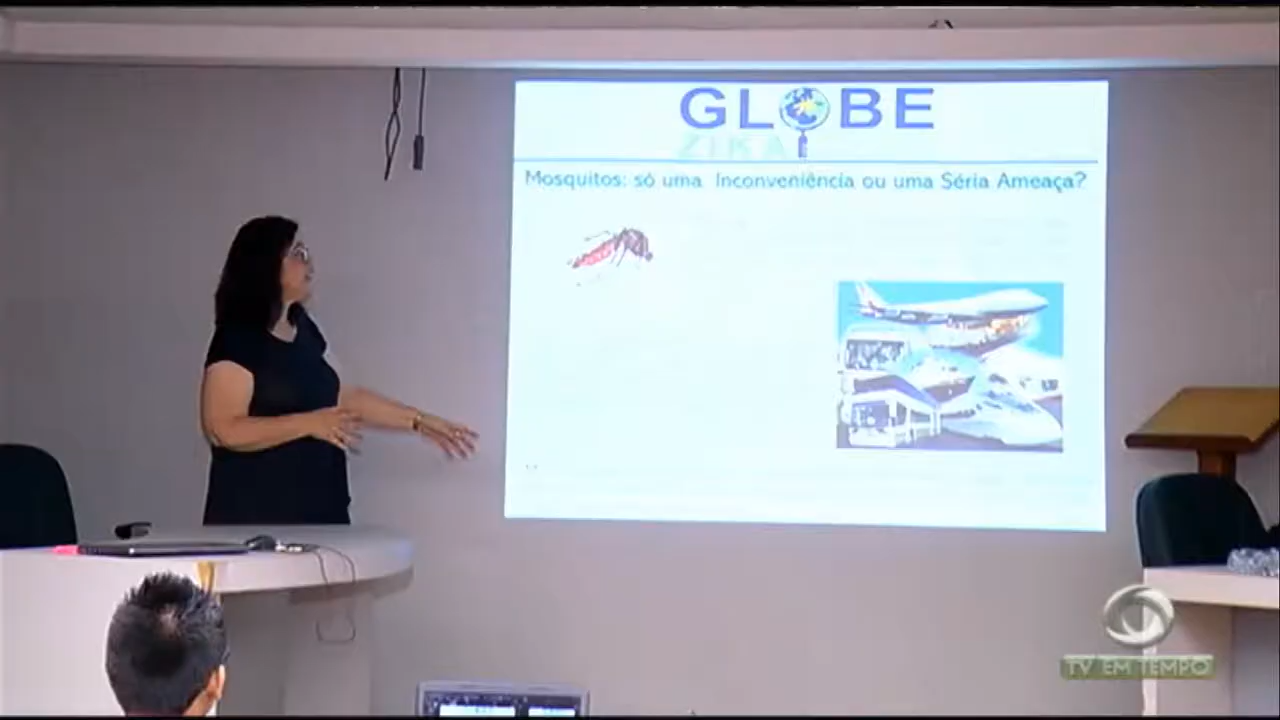 GLOBE
ZIKA
Mosquitos: só uma Inconveniência ou uma Séria Ameaça?
TV EM TEMPO